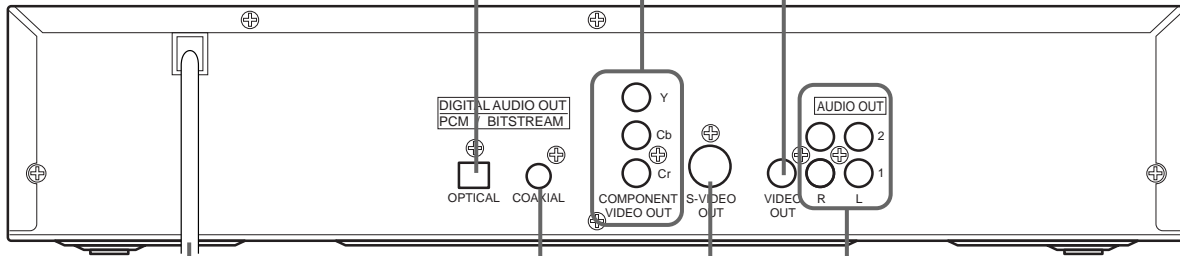 DIGITAL AUDIO OUT
PCM / BITSTREAM
OPTICAL
COAXIAL
Y
Cb
Cr
COMPONENT
VIDEO OUT
S-VIDEO
OUT
VIDEO
OUT
AUDIO OUT
2
1
R L